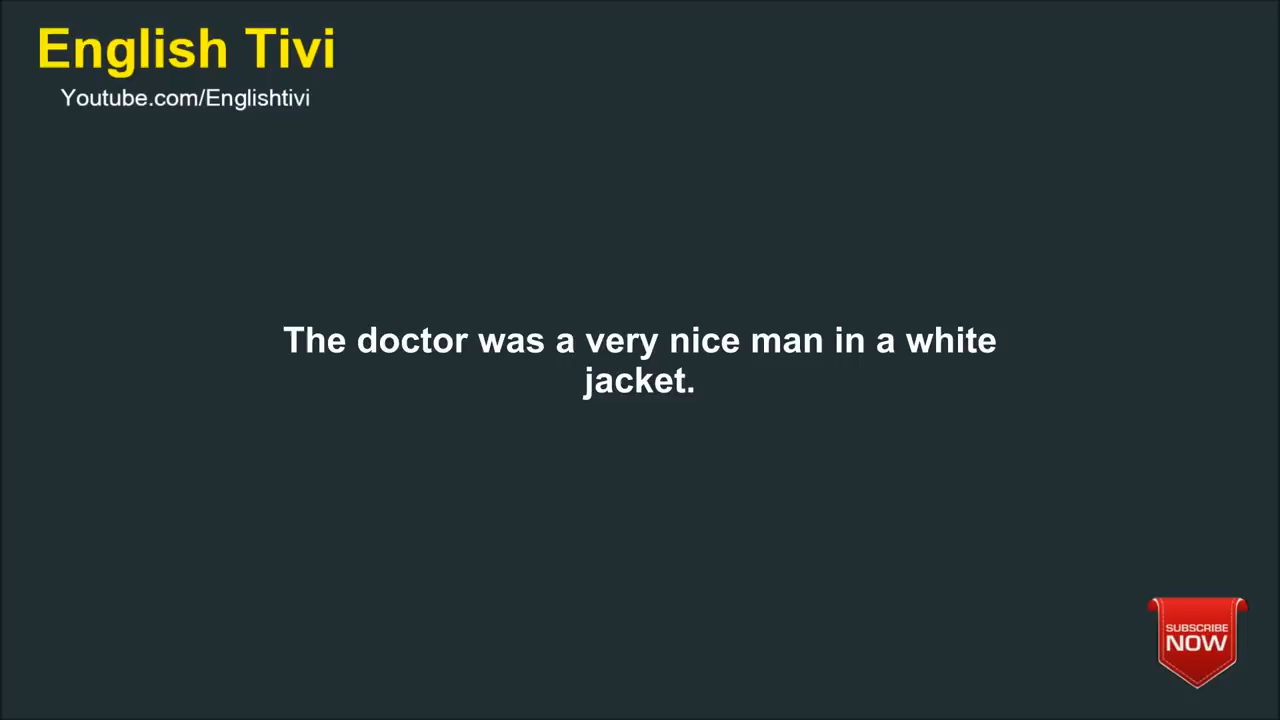 English Tivi
Youtube.com/Englishtivi
The doctor was a very nice man in a white
jacket.
SUBSCRIBE
NOW